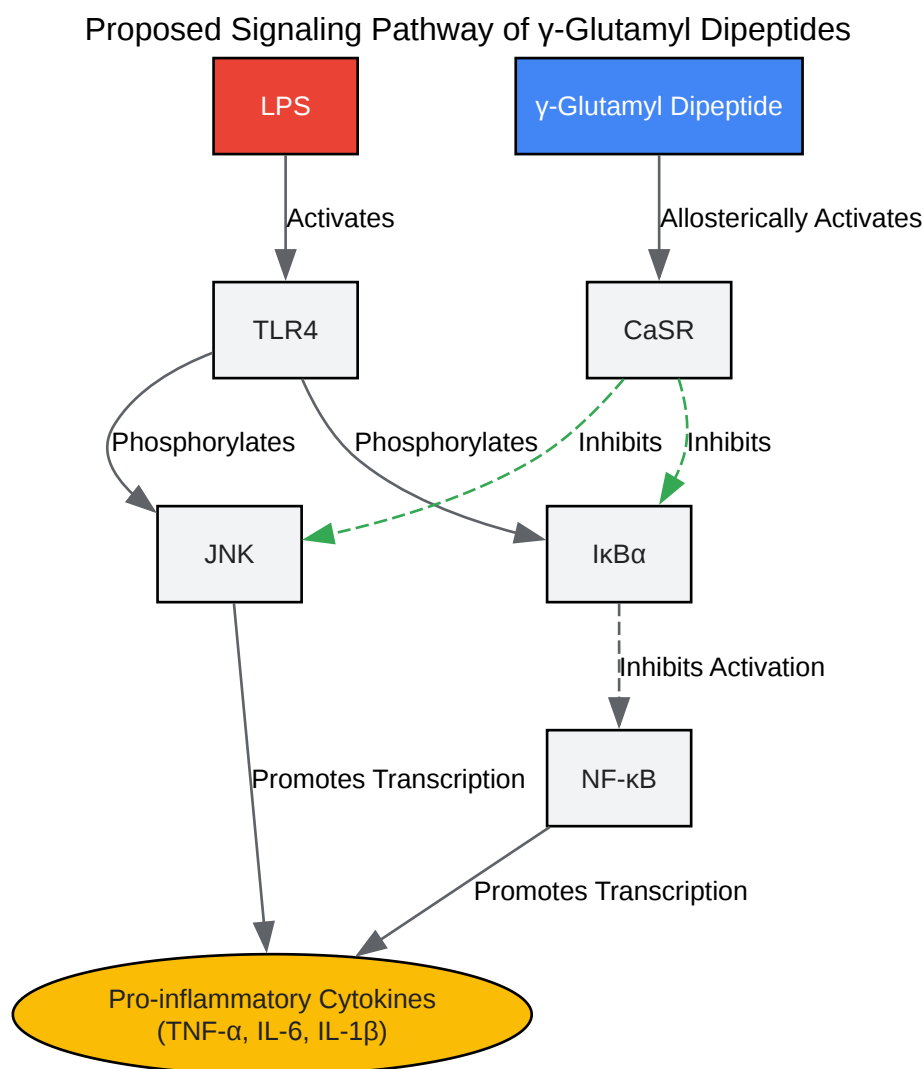 Proposed Signaling Pathway of γ-Glutamyl Dipeptides
LPS
γ-Glutamyl Dipeptide
Activates
Allosterically Activates
TLR4
CaSR
Phosphorylates
Phosphorylates
Inhibits
Inhibits
JNK
IκBα
Inhibits Activation
NF-κB
Promotes Transcription
Promotes Transcription
Pro-inflammatory Cytokines
(TNF-α, IL-6, IL-1β)